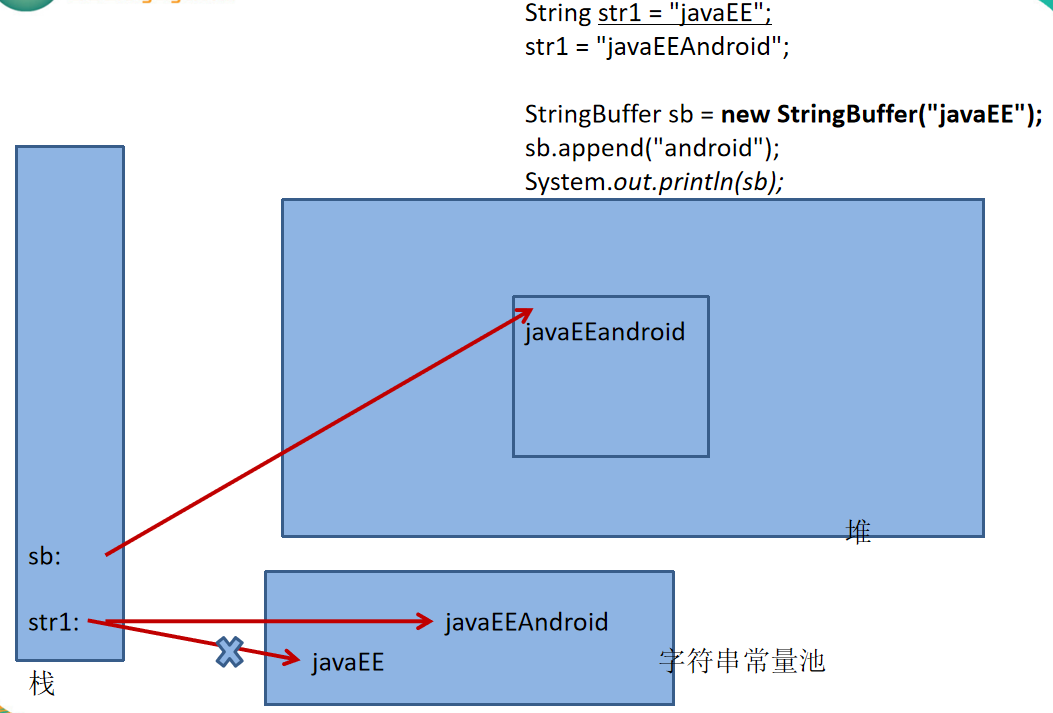 String str1 = "javaEE";
str1 = "javaEEAndroid";
StringBuffer sb = new StringBuffer("javaEE");
sb.append("android");
System.out.println(sb);
javaEEandroid
堆
sb:
str1:
javaEEAndroid
javaEE
字符串常量池
栈